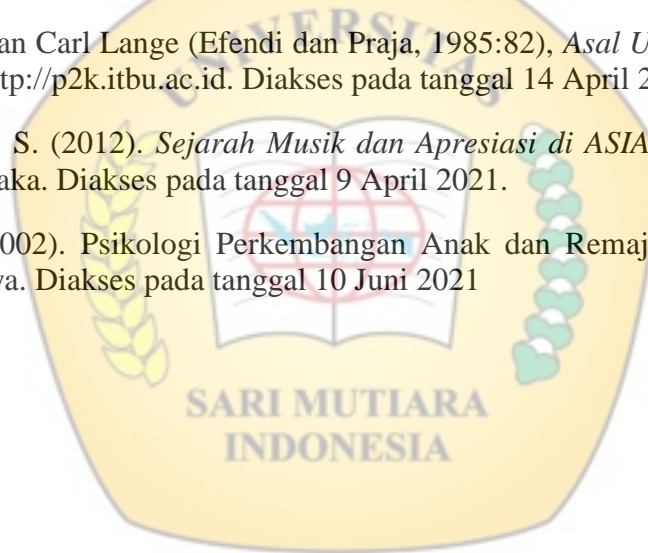 UNIVERSITAS
an Carl Lange (Efendi dan Praja, 1985:82), Asal U
tp://p2k.itbu.ac.id. Diakses pada tanggal 14 April 2
S. (2012). Sejarah Musik dan Apresiasi di ASIA
aka. Diakses pada tanggal 9 April 2021.
002). Psikologi Perkembangan Anak dan Remaj
va. Diakses pada tanggal 10 Juni 2021
SARI MUTIARA
INDONESIA